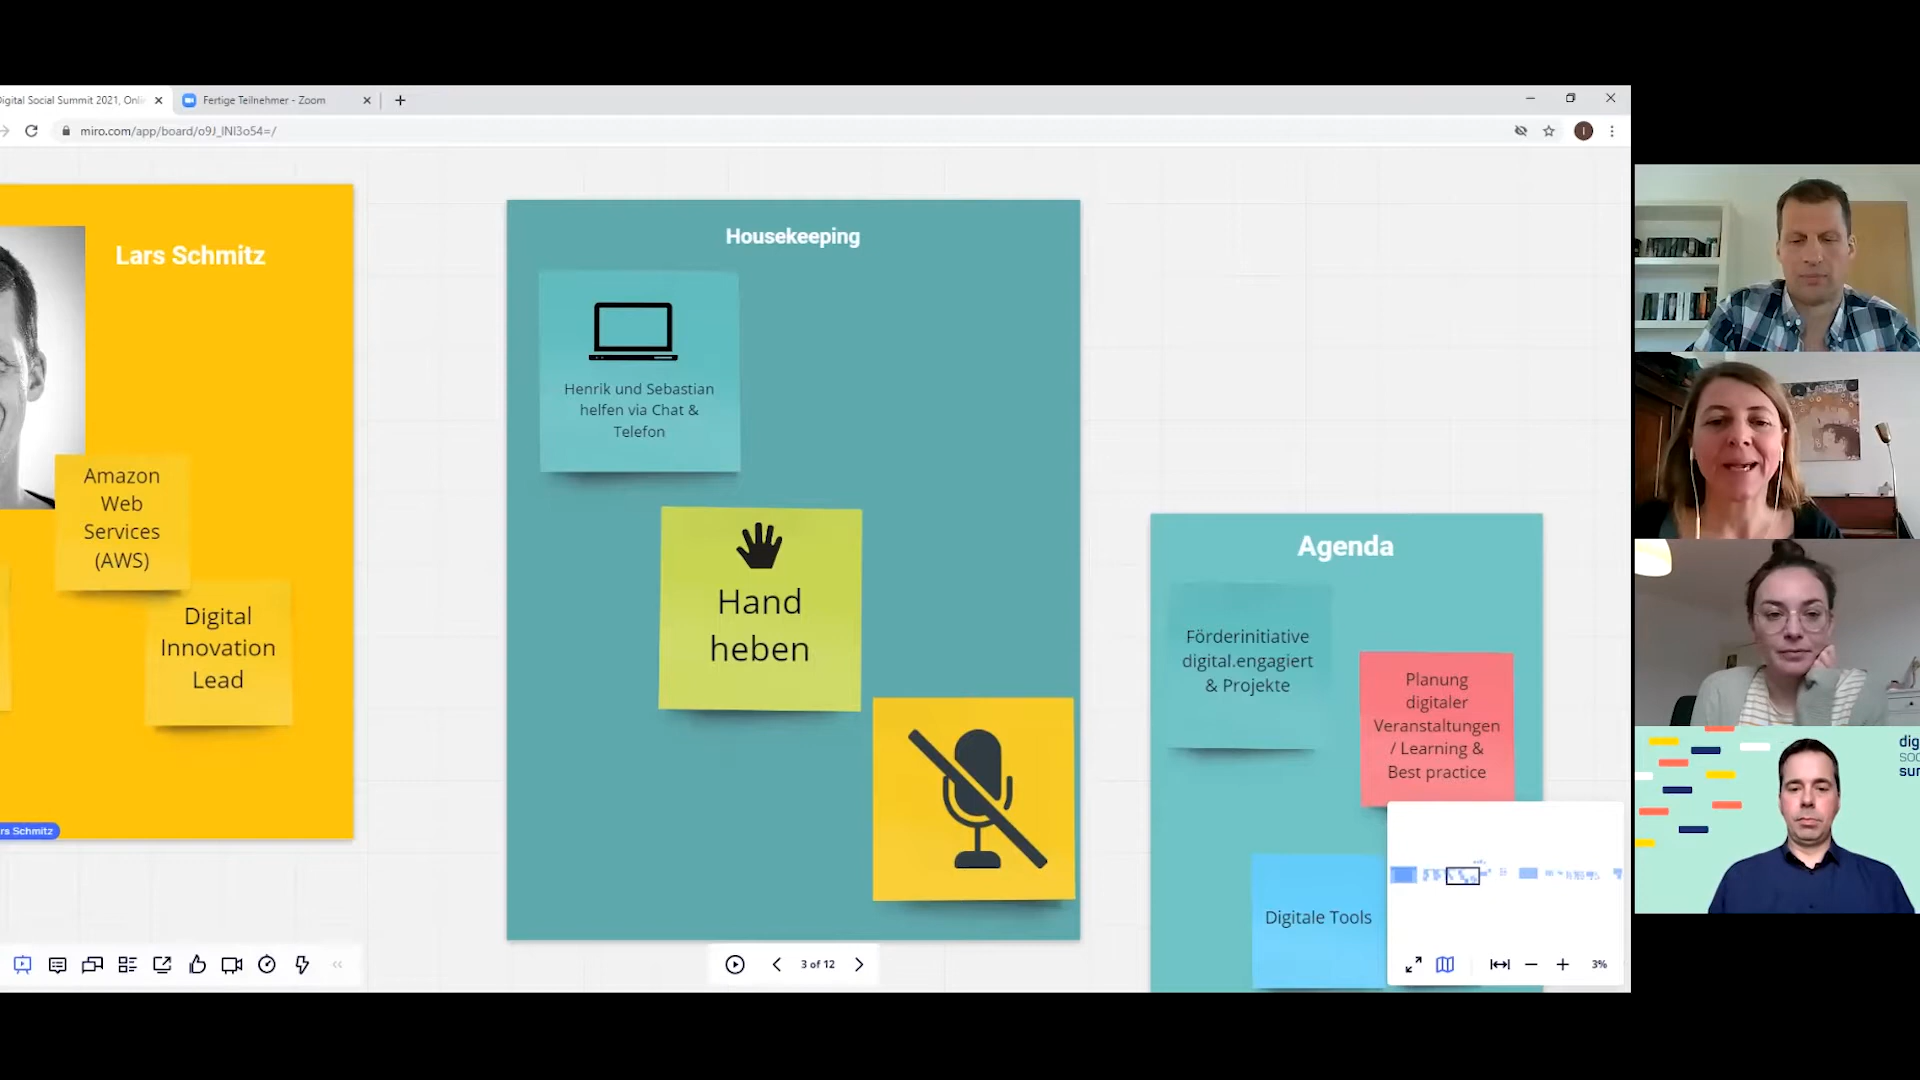 Digital Social Summit 2021, Onli
Fertige Teilnehmer - Zoom
miro.com/app/board/o9J_lNI3o54=/
I
Lars Schmitz
Amazon
Web
Services
(AWS)
Digital
Innovation
Lead
rs Schmitz
Housekeeping
Henrik und Sebastian
helfen via Chat &
Telefon
Hand
heben
Agenda
Förderinitiative
digital.engagiert
& Projekte
Planung
digitaler
Veranstaltungen
/ Learning &
Best practice
Digitale Tools
3 of 12
3%
dig
soc
sum